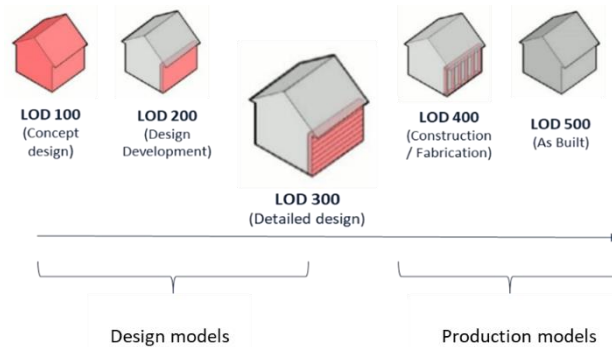 LOD 100
(Concept
design)
LOD 200
(Design
Development)
LOD 300
(Detailed design)
LOD 400
(Construction
/ Fabrication)
LOD 500
(As Built)
Design models
Production models